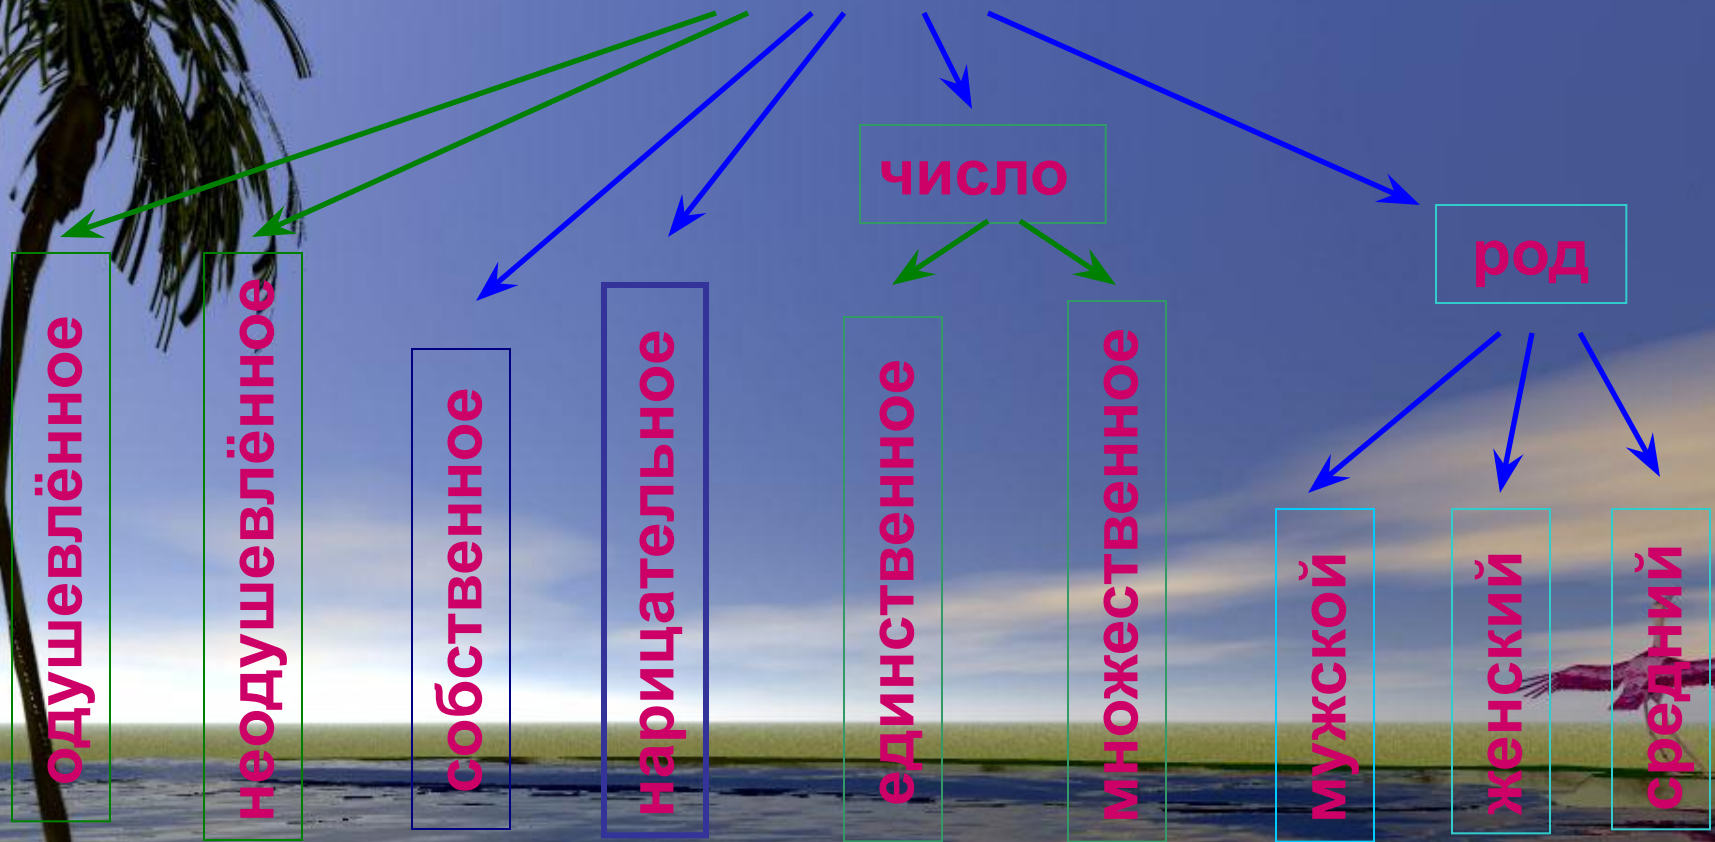 число
род
одушевлённое
неодушевлённое
собственное
нарицательное
единственное
множественное
мужской
женский
средний